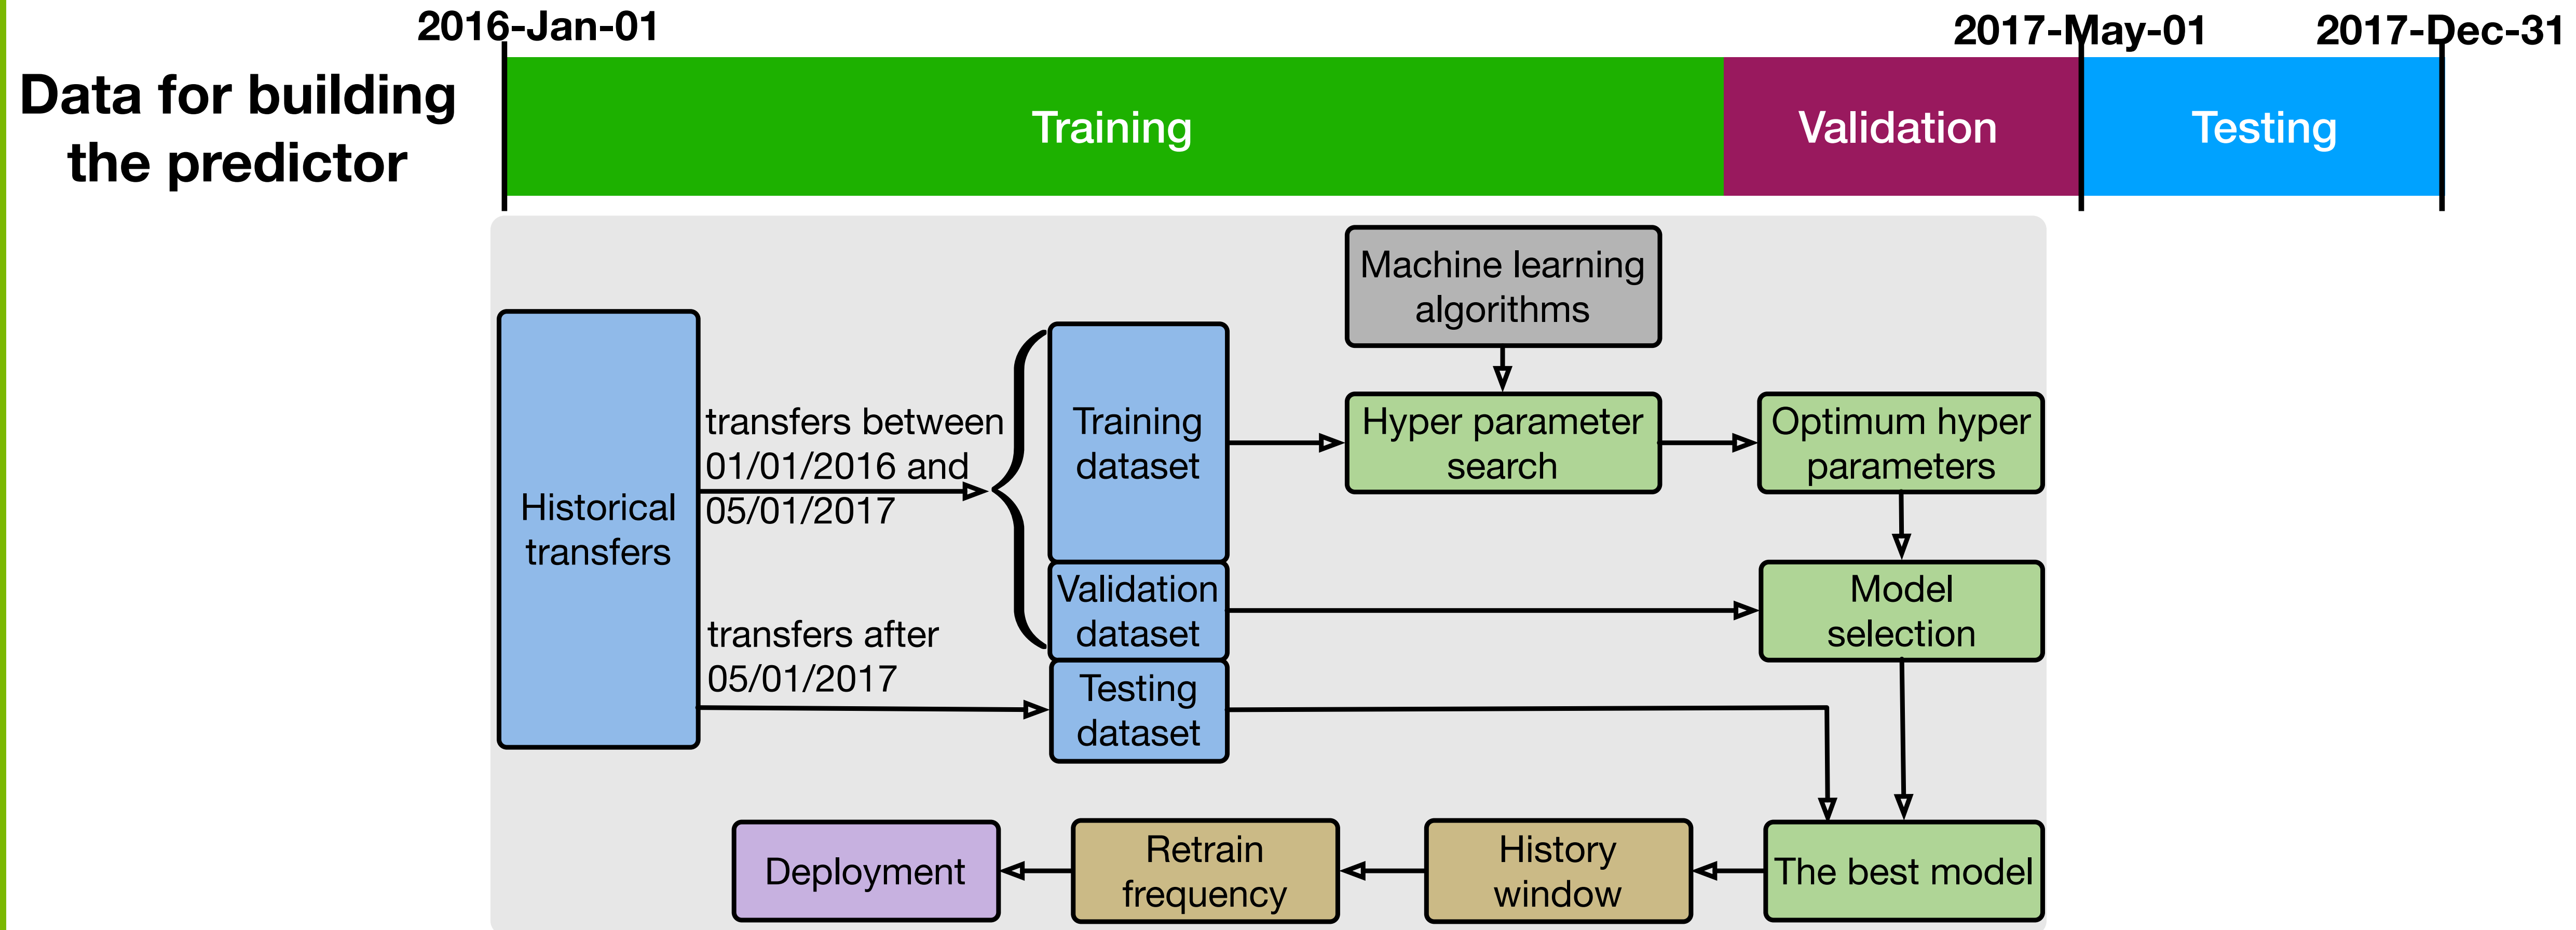 2016-Jan-01
2017-May-01
2017-Dec-31
Data for building
the predictor
Training
Validation
Testing
Machine learning
algorithms
Historical
transfers
transfers between
01/01/2016 and
05/01/2017
transfers after
05/01/2017
Training
dataset
Validation
dataset
Testing
dataset
Hyper parameter
search
Optimum hyper
parameters
Model
selection
Deployment
Retrain
frequency
History
window
The best model